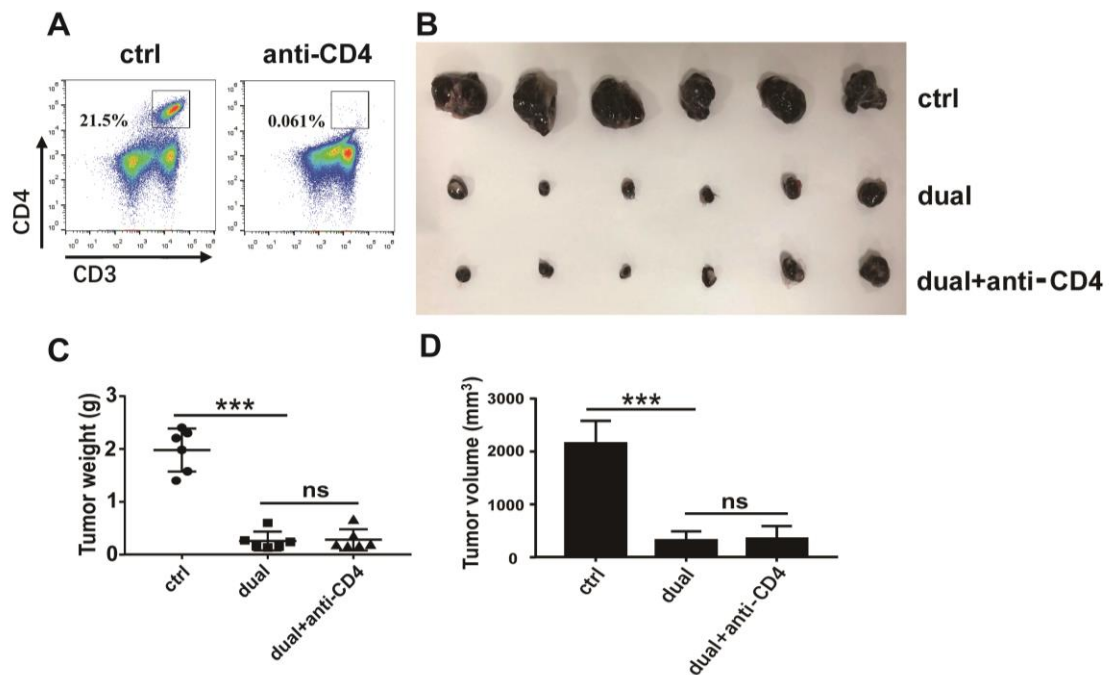 A
ctrl
anti-CD4
21.5%
0.061%
CD4
CD3
B
ctrl
dual
dual+anti-CD4
C
Tumor weight (g)
3
2
1
0
***
ns
ctrl
dual
dual+anti-CD4
D
Tumor volume (mm³)
3000
2000
1000
0
***
ns
ctrl
dual
dual+anti-CD4